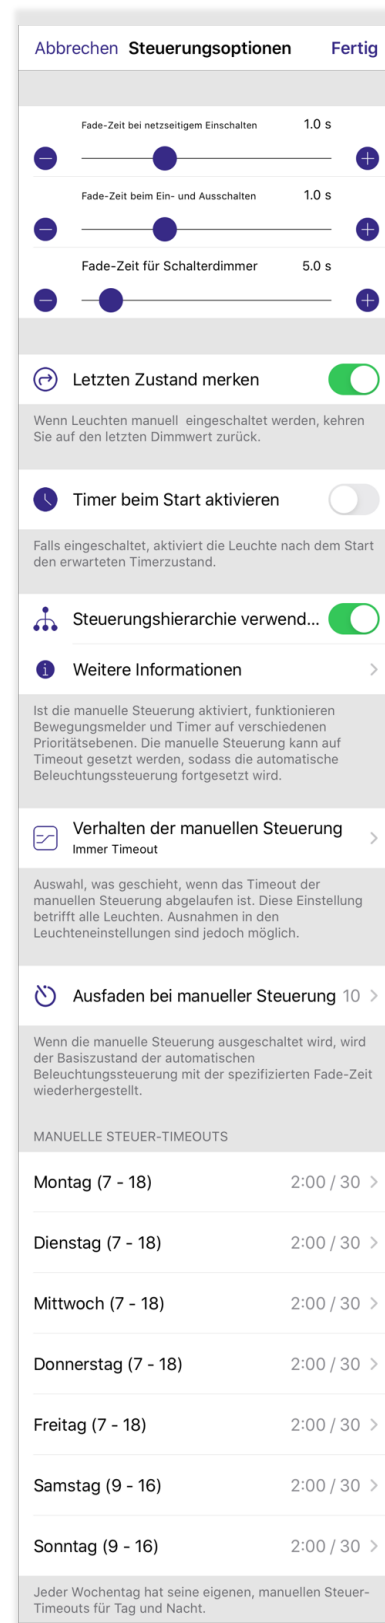 Abbrechen Steuerungsoptionen Fertig
Fade-Zeit bei netzseitigem Einschalten 1.0 s
Fade-Zeit beim Ein- und Ausschalten 1.0 s
Fade-Zeit für Schalterdimmer 5.0 s
Letzten Zustand merken
Wenn Leuchten manuell eingeschaltet werden, kehren
Sie auf den letzten Dimmwert zurück.
Timer beim Start aktivieren
Falls eingeschaltet, aktiviert die Leuchte nach dem Start
den erwarteten Timerzustand.
Steuerungshierarchie verwend...
Weitere Informationen
Ist die manuelle Steuerung aktiviert, funktionieren
Bewegungsmelder und Timer auf verschiedenen
Prioritätsebenen. Die manuelle Steuerung kann auf
Timeout gesetzt werden, sodass die automatische
Beleuchtungssteuerung fortgesetzt wird.
Verhalten der manuellen Steuerung
Immer Timeout
Auswahl, was geschieht, wenn das Timeout der
manuellen Steuerung abgelaufen ist. Diese Einstellung
betrifft alle Leuchten. Ausnahmen in den
Leuchteneinstellungen sind jedoch möglich.
Ausfaden bei manueller Steuerung 10
Wenn die manuelle Steuerung ausgeschaltet wird, wird
der Basiszustand der automatischen
Beleuchtungssteuerung mit der spezifizierten Fade-Zeit
wiederhergestellt.
MANUELLE STEUER-TIMEOUTS
Montag (7 - 18) 2:00 / 30
Dienstag (7 - 18) 2:00 / 30
Mittwoch (7 - 18) 2:00 / 30
Donnerstag (7 - 18) 2:00 / 30
Freitag (7 - 18) 2:00 / 30
Samstag (9 - 16) 2:00 / 30
Sonntag (9 - 16) 2:00 / 30
Jeder Wochentag hat seine eigenen, manuellen Steuer-
Timeouts für Tag und Nacht.